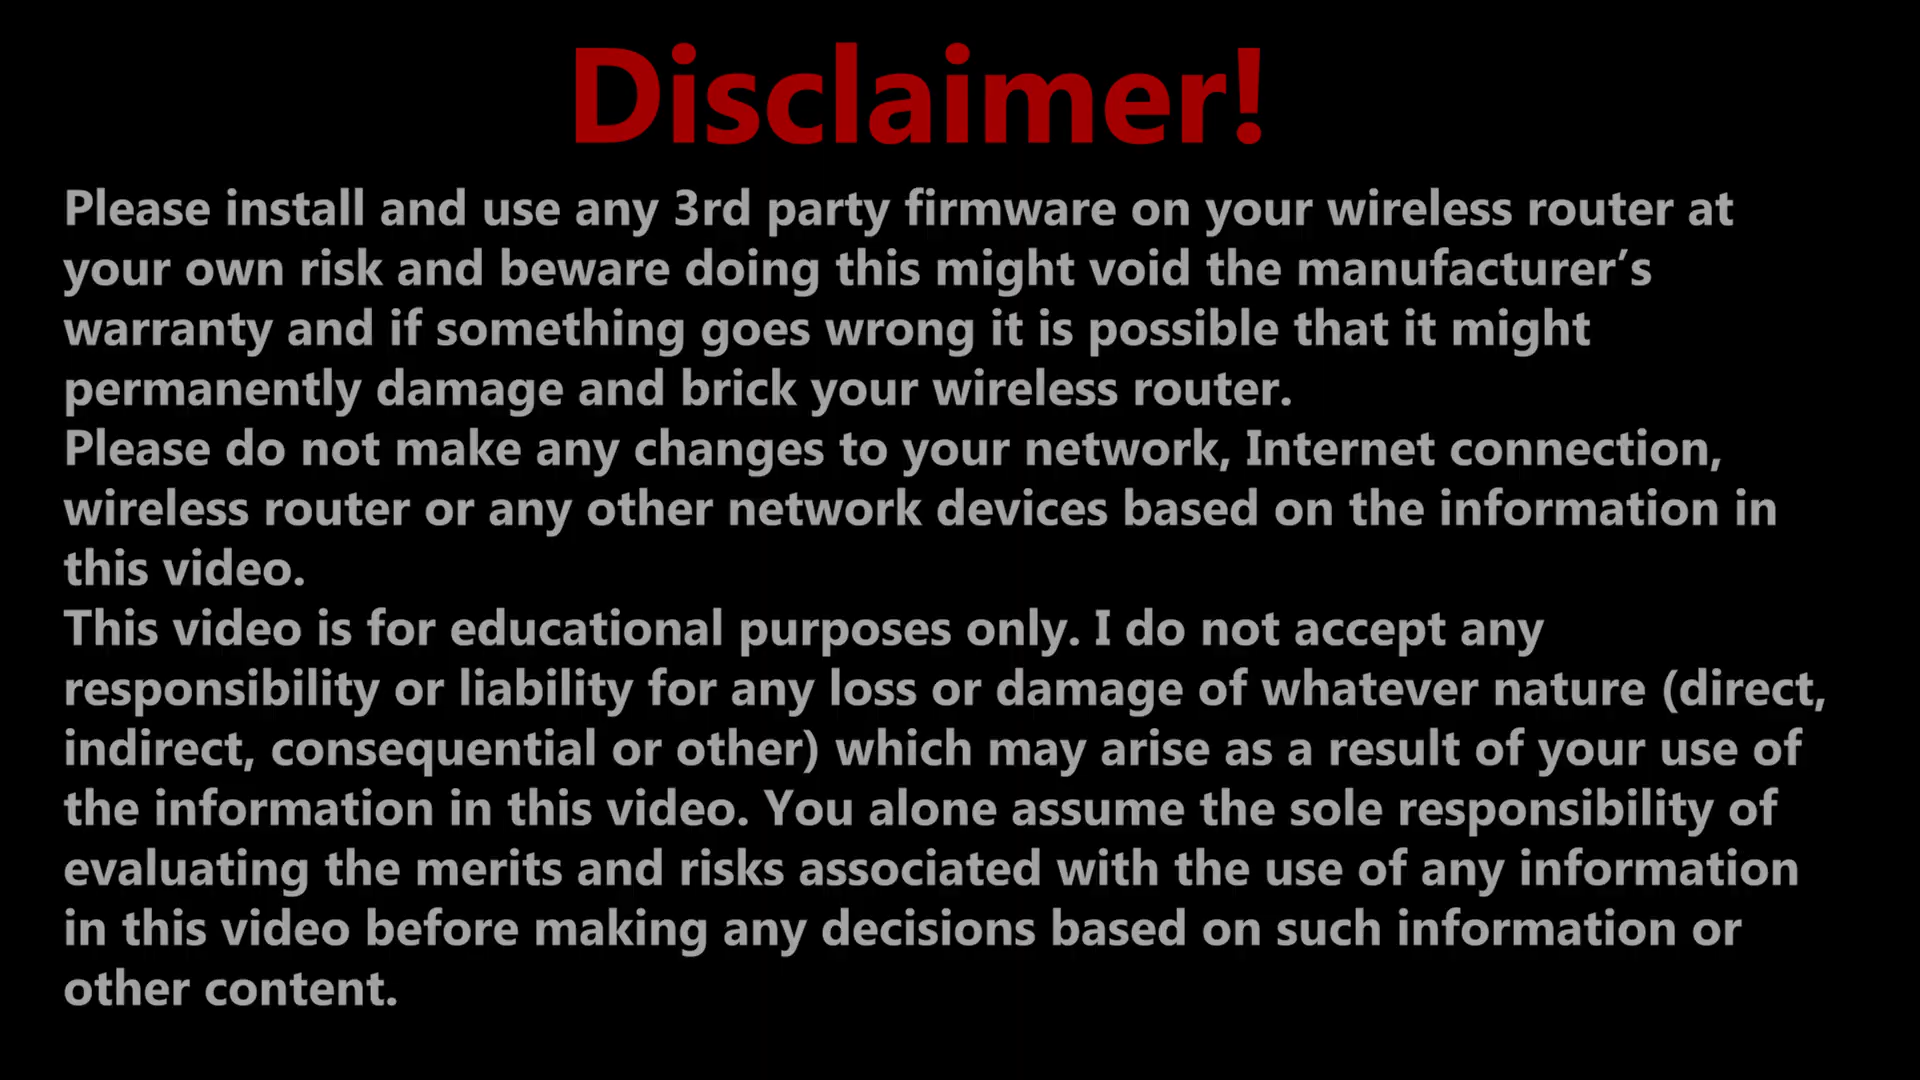 Disclaimer!
Please install and use any 3rd party firmware on your wireless router at
your own risk and beware doing this might void the manufacturer’s
warranty and if something goes wrong it is possible that it might
permanently damage and brick your wireless router.
Please do not make any changes to your network, Internet connection,
wireless router or any other network devices based on the information in
this video.
This video is for educational purposes only. I do not accept any
responsibility or liability for any loss or damage of whatever nature (direct,
indirect, consequential or other) which may arise as a result of your use of
the information in this video. You alone assume the sole responsibility of
evaluating the merits and risks associated with the use of any information
in this video before making any decisions based on such information or
other content.